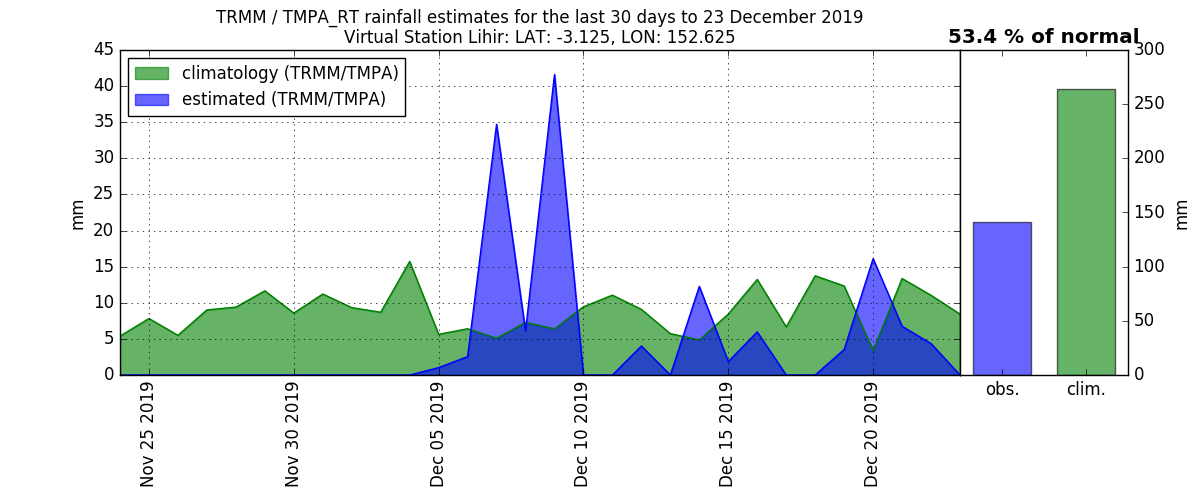 TRMM / TMPA_RT rainfall estimates for the last 30 days to 23 December 2019
Virtual Station Lihir: LAT: -3.125, LON: 152.625
53.4 % of normal
climatology (TRMM/TMPA)
estimated (TRMM/TMPA)
45
40
35
30
25
20
15
10
5
0
mm
Nov 25 2019
Nov 30 2019
Dec 05 2019
Dec 10 2019
Dec 15 2019
Dec 20 2019
300
250
200
150
100
50
0
mm
obs.
clim.